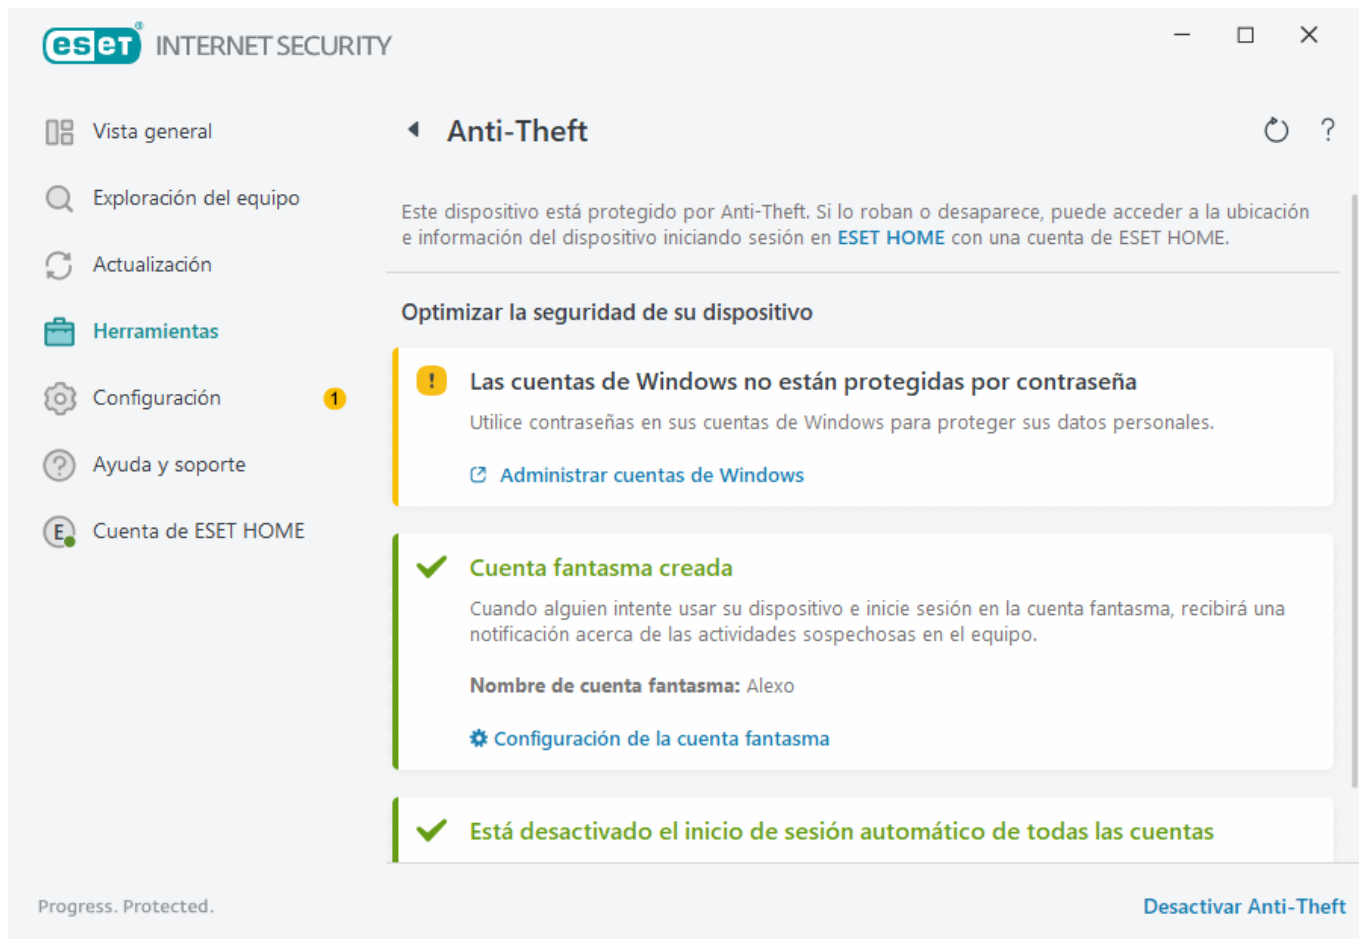 eset® INTERNET SECURITY
Vista general
Exploración del equipo
Actualización
Herramientas
Configuración 1
Ayuda y soporte
E Cuenta de ESET HOME
Anti-Theft ?
Este dispositivo está protegido por Anti-Theft. Si lo roban o desaparece, puede acceder a la ubicación
e información del dispositivo iniciando sesión en ESET HOME con una cuenta de ESET HOME.
Optimizar la seguridad de su dispositivo
! Las cuentas de Windows no están protegidas por contraseña
Utilice contraseñas en sus cuentas de Windows para proteger sus datos personales.
Administrar cuentas de Windows
Cuenta fantasma creada
Cuando alguien intente usar su dispositivo e inicie sesión en la cuenta fantasma, recibirá una
notificación acerca de las actividades sospechosas en el equipo.
Nombre de cuenta fantasma: Alexo
Configuración de la cuenta fantasma
Está desactivado el inicio de sesión automático de todas las cuentas
Progress. Protected.
Desactivar Anti-Theft